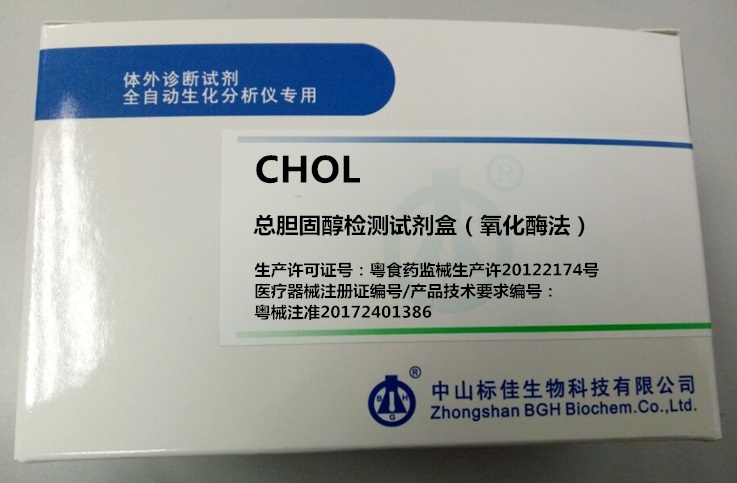 体外诊断试剂
全自动生化分析仪专用
CHOL
总胆固醇检测试剂盒（氧化酶法）
生产许可证号：粤食药监械生产许20122174号
医疗器械注册证编号/产品技术要求编号：
粤械注准20172401386
B G H
®
中山标佳生物科技有限公司
Zhongshan BGH Biochem.Co.,Ltd.